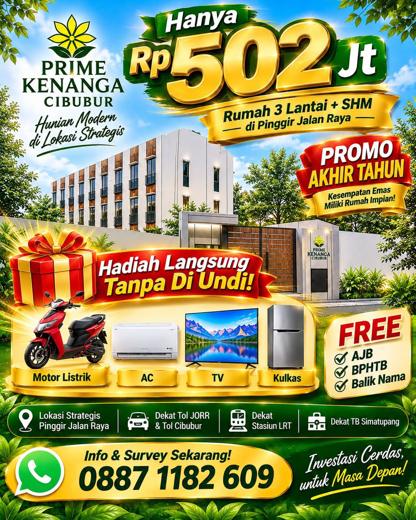 PRIME
KENANGA
CIBUBUR
Hunian Modern
di Lokasi Strategis
Hanya
Rp 502 Jt
Rumah 3 Lantai + SHM
di Pinggir Jalan Raya
PROMO
AKHIR TAHUN
Kesempatan Emas
Miliki Rumah Impian!
PRIME
KENANGA
CIBUBUR
Hadiah Langsung
Tanpa Di Undi!
Motor Listrik
AC
TV
Kulkas
FREE
AJB
BPHTB
Balik Nama
Lokasi Strategis
Pinggir Jalan Raya
Dekat Tol JORR
& Tol Cibubur
Dekat
Stasiun LRT
Dekat TB Simatupang
Info & Survey Sekarang!
0887 1182 609
Investasi Cerdas,
untuk Masa Depan!